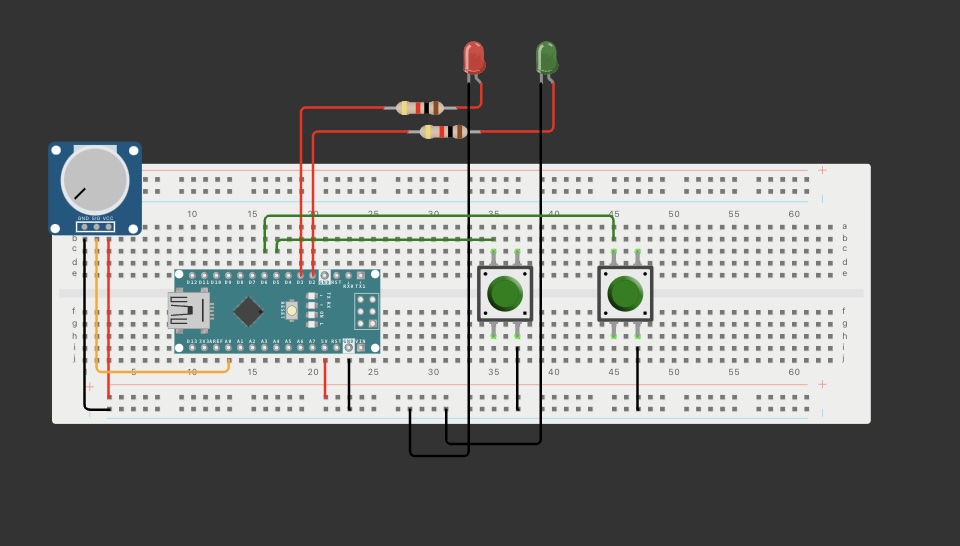 GND SIG VCC
10 15 20 25 30 35 40 45 50 55 60
a
b b
c c
d d
e e
D12 D11 D10 D9 D8 D7 D6 D5 D4 D3 D2 GND RST RX0 TX1
RESET
TX RX ON L
f f
g g
h h
i i
j j
D13 3V3 AREF A0 A1 A2 A3 A4 A5 A6 A7 5V RST GND VIN
5 10 15 20 25 30 35 40 45 50 55 60